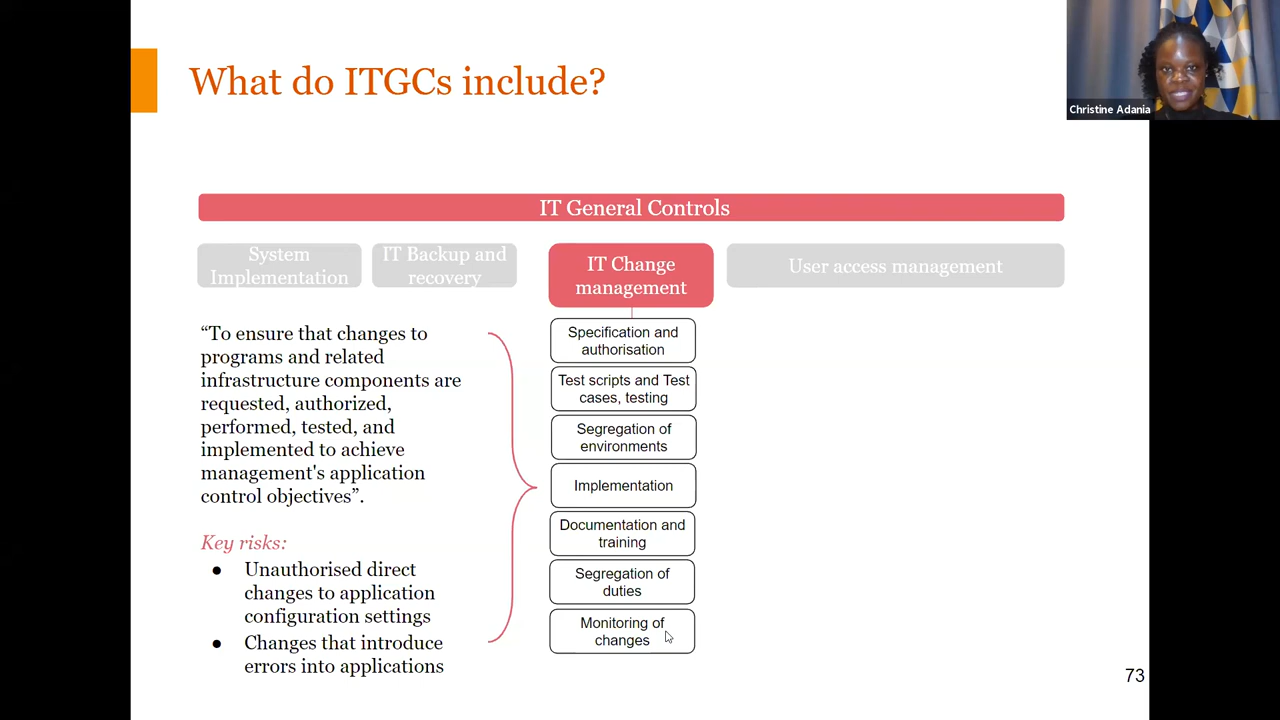 What do ITGCs include?
Christine Adania
IT General Controls
System
Implementation
IT Backup and
recovery
IT Change
management
User access management
“To ensure that changes to
programs and related
infrastructure components are
requested, authorized,
performed, tested, and
implemented to achieve
management's application
control objectives”.
Key risks:
● Unauthorised direct
changes to application
configuration settings
● Changes that introduce
errors into applications
Specification and
authorisation
Test scripts and Test
cases, testing
Segregation of
environments
Implementation
Documentation and
training
Segregation of
duties
Monitoring of
changes
73